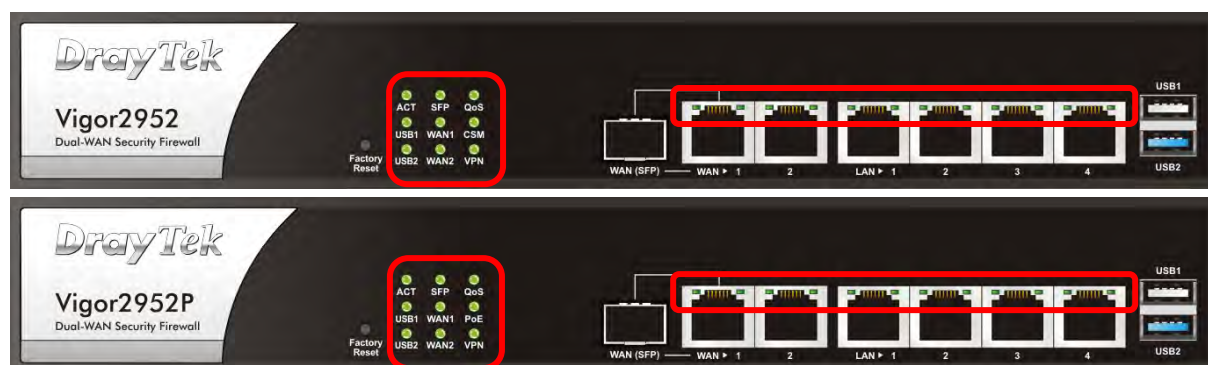 DrayTek
Vigor2952
Dual-WAN Security Firewall
Factory
Reset
ACT SFP QoS
USB1 WAN1 CSM
USB2 WAN2 VPN
WAN (SFP) WAN ▶ 1 2 LAN ▶ 1 2 3 4
USB1
USB2
DrayTek
Vigor2952P
Dual-WAN Security Firewall
Factory
Reset
ACT SFP QoS
USB1 WAN1 PoE
USB2 WAN2 VPN
WAN (SFP) WAN ▶ 1 2 LAN ▶ 1 2 3 4
USB1
USB2